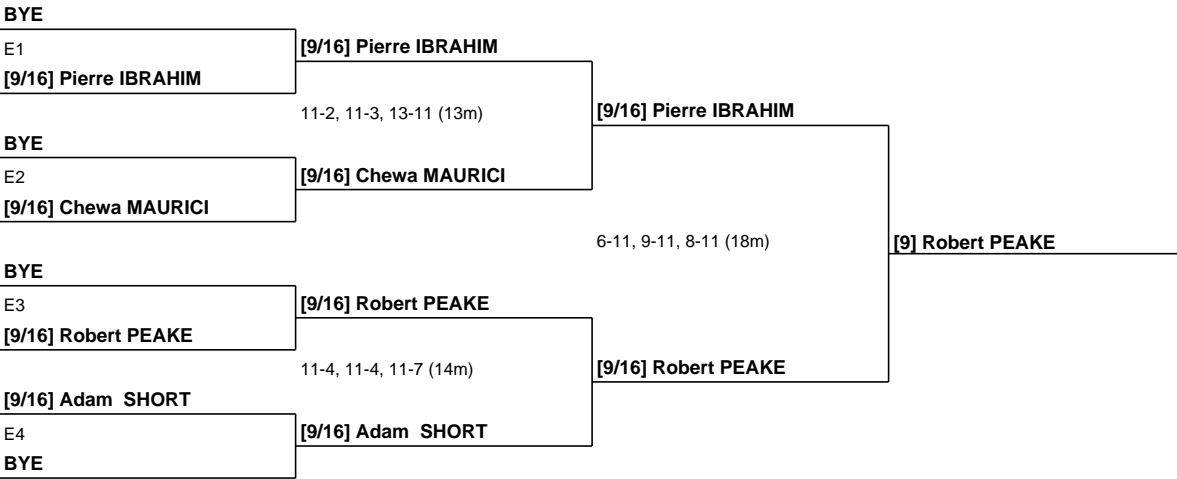 BYE
E1
[9/16] Pierre IBRAHIM
[9/16] Pierre IBRAHIM
11-2, 11-3, 13-11 (13m)
[9/16] Pierre IBRAHIM
BYE
E2
[9/16] Chewa MAURICI
[9/16] Chewa MAURICI
6-11, 9-11, 8-11 (18m)
[9] Robert PEAKE
BYE
E3
[9/16] Robert PEAKE
[9/16] Robert PEAKE
11-4, 11-4, 11-7 (14m)
[9/16] Robert PEAKE
[9/16] Adam  SHORT
E4
[9/16] Adam  SHORT
BYE